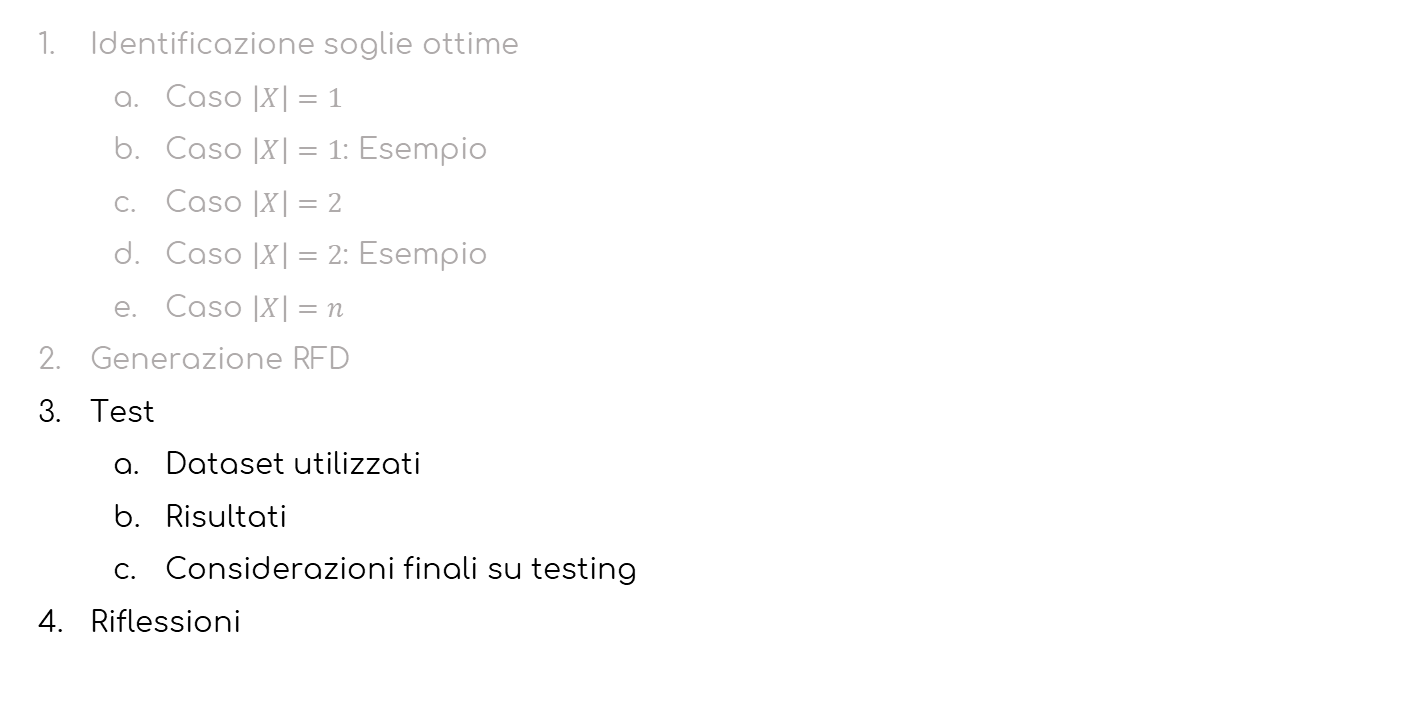 1. Identificazione soglie ottime
a. Caso |X| = 1
b. Caso |X| = 1: Esempio
c. Caso |X| = 2
d. Caso |X| = 2: Esempio
e. Caso |X| = n
2. Generazione RFD
3. Test
a. Dataset utilizzati
b. Risultati
c. Considerazioni finali su testing
4. Riflessioni